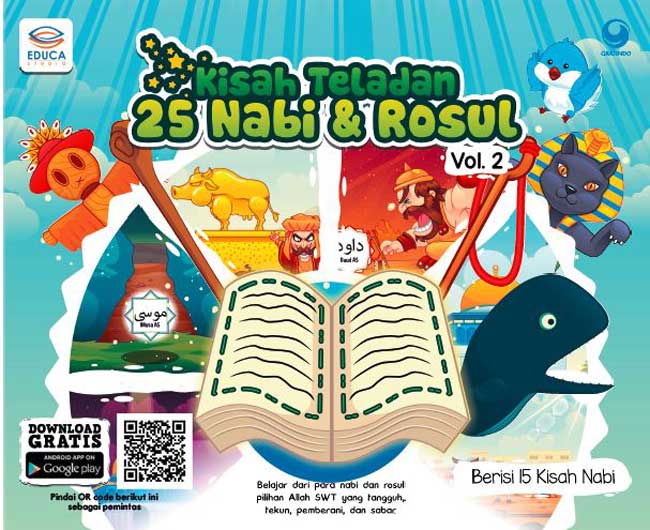 EDUCA
STUDIO
GRAFINDO
Kisah Teladan
25 Nabi & Rosul
Vol. 2
داود
Daud AS
موسى
Musa AS
DOWNLOAD
GRATIS
ANDROID APP ON
Google play
Pindai QR code berikut ini
sebagai pemintas
Belajar dari para nabi dan rosul
pilihan Allah SWT yang tangguh,
tekun, pemberani, dan sabar.
Berisi 15 Kisah Nabi